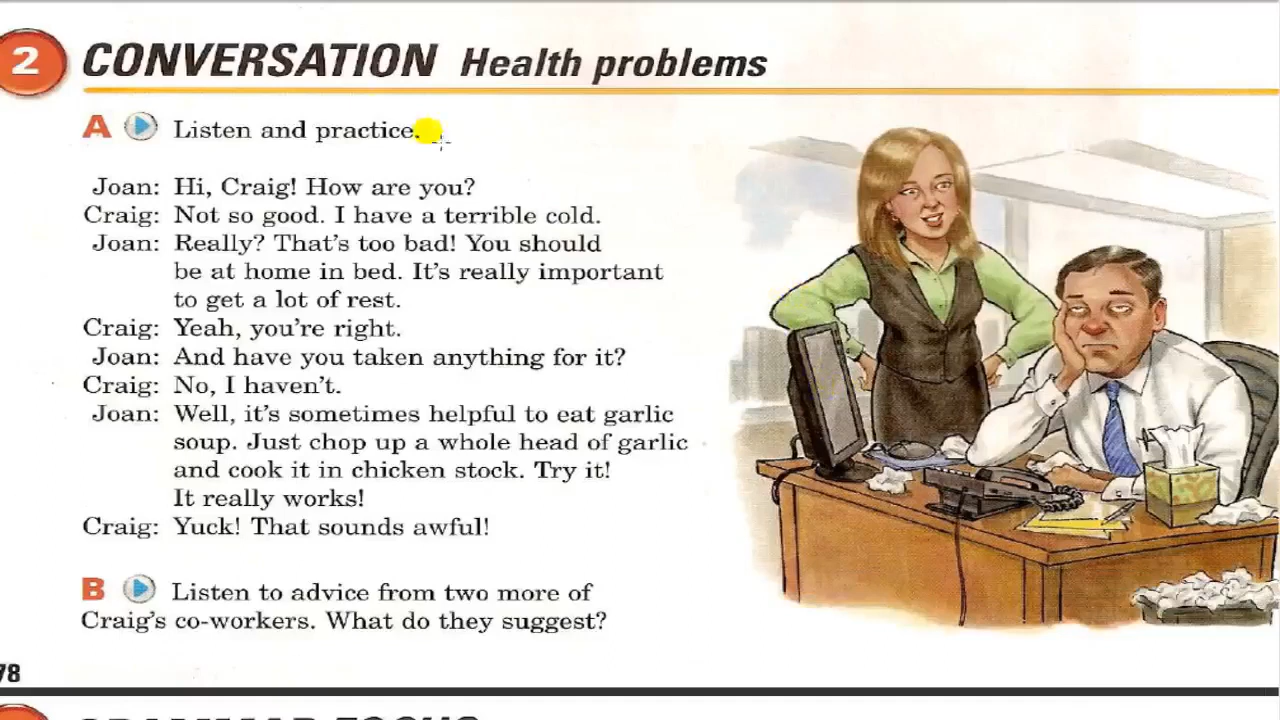 2 CONVERSATION Health problems
A Listen and practice.
Joan: Hi, Craig! How are you?
Craig: Not so good. I have a terrible cold.
Joan: Really? That's too bad! You should
be at home in bed. It's really important
to get a lot of rest.
Craig: Yeah, you're right.
Joan: And have you taken anything for it?
Craig: No, I haven't.
Joan: Well, it's sometimes helpful to eat garlic
soup. Just chop up a whole head of garlic
and cook it in chicken stock. Try it!
It really works!
Craig: Yuck! That sounds awful!
B Listen to advice from two more of
Craig's co-workers. What do they suggest?
78
GRAMMAR FOCUS